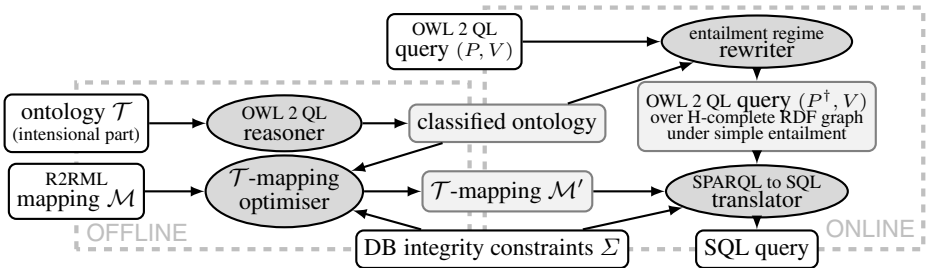 OWL 2 QL
query (P, V)
entailment regime
rewriter
ontology 𝒯
(intensional part)
OWL 2 QL
reasoner
classified ontology
OWL 2 QL query (P†, V)
over H-complete RDF graph
under simple entailment
R2RML
mapping ℳ
𝒯-mapping
optimiser
𝒯-mapping ℳ′
SPARQL to SQL
translator
OFFLINE
DB integrity constraints Σ
SQL query
ONLINE